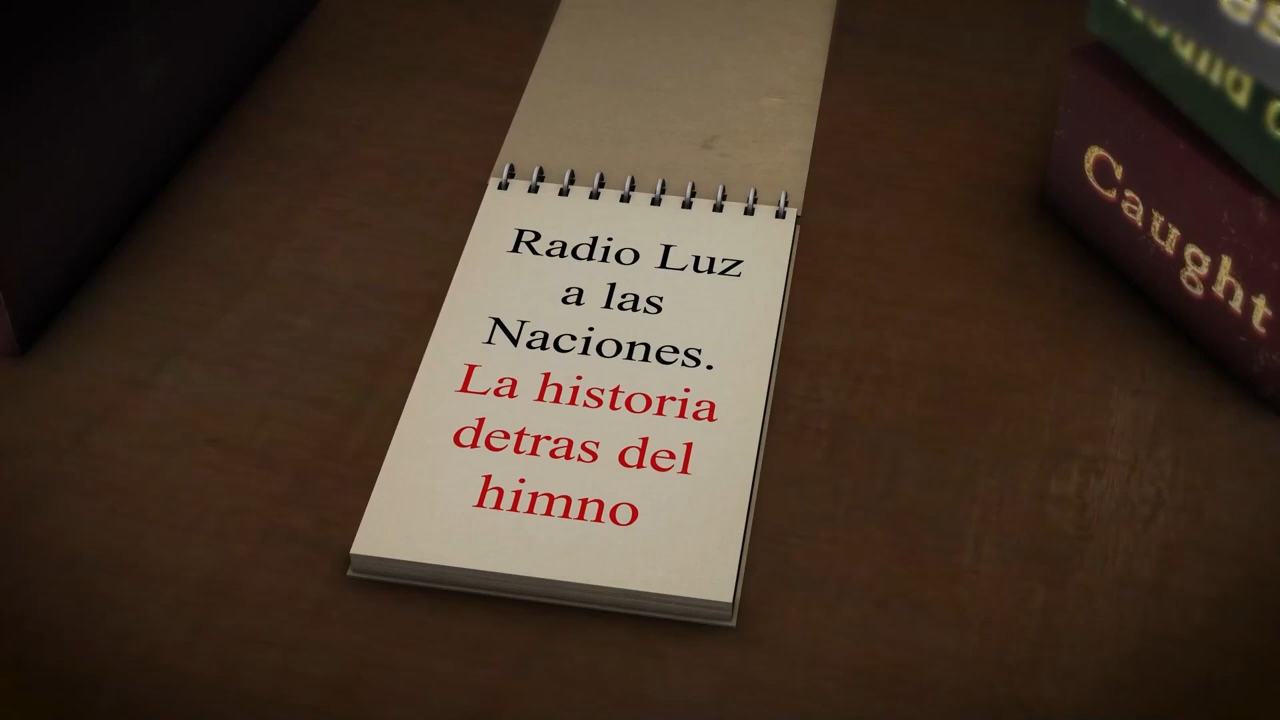 Radio Luz
a las
Naciones.
La historia
detras del
himno
Caught